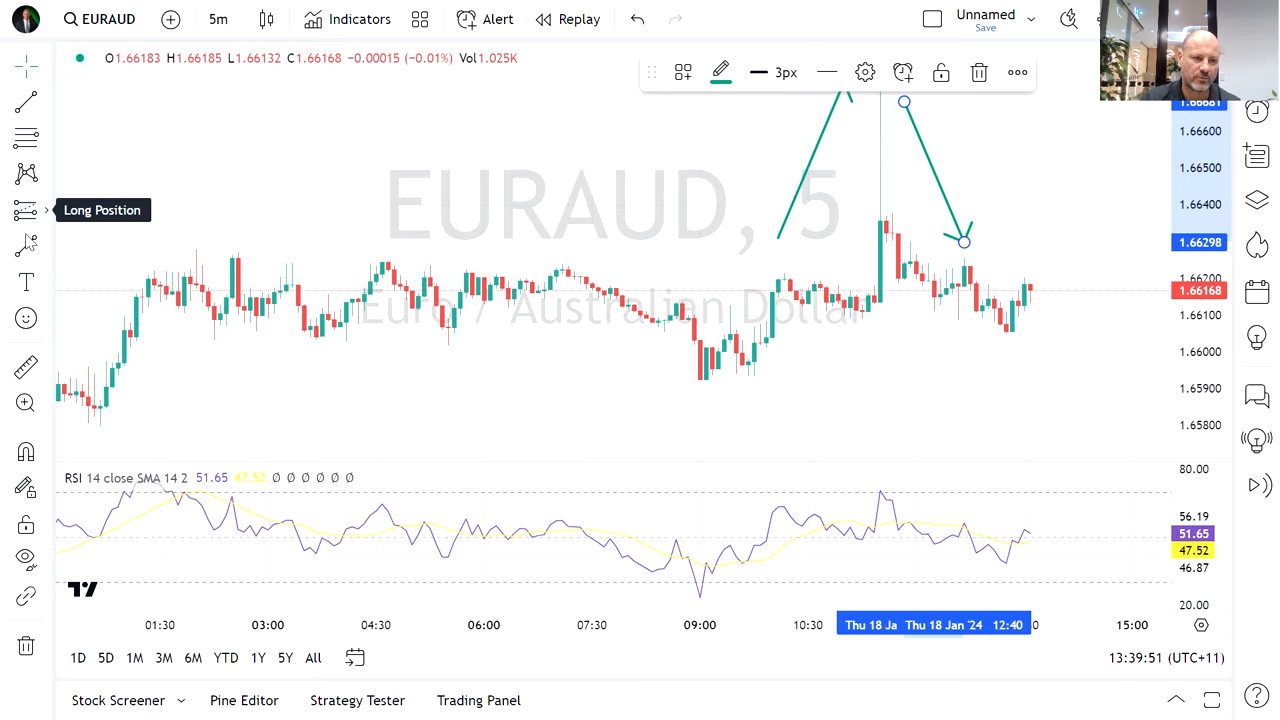 EURAUD
5m
Indicators
Alert
Replay
Unnamed
Save
O1.66183 H1.66185 L1.66132 C1.66168 −0.00015 (−0.01%) Vol1.025K
3px
EURAUD, 5
Euro / Australian Dollar
Long Position
1.66681
1.66600
1.66500
1.66400
1.66298
1.66200
1.66168
1.66100
1.66000
1.65900
1.65800
RSI 14 close SMA 14 2 51.65 47.52 Ø Ø Ø Ø Ø Ø
80.00
56.19
51.65
47.52
46.87
20.00
01:30 03:00 04:30 06:00 07:30 09:00 10:30 Thu 18 Ja Thu 18 Jan '24 12:40 0 15:00
1D 5D 1M 3M 6M YTD 1Y 5Y All
13:39:51 (UTC+11)
Stock Screener Pine Editor Strategy Tester Trading Panel